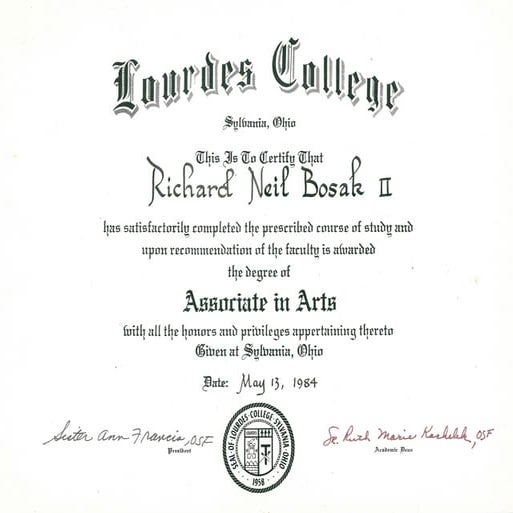 Lourdes College
Sylvania, Ohio
This Is To Certify That
Richard Neil Bosak II
has satisfactorily completed the prescribed course of study and
upon recommendation of the faculty is awarded
the degree of
Associate in Arts
with all the honors and privileges appertaining thereto
Given at Sylvania, Ohio
Date: May 13, 1984
Sister Ann Francis, OSF
President
Sr. Ruth Marie OSF
Academic Dean
SEAL OF LOURDES COLLEGE SYLVANIA OHIO
1958